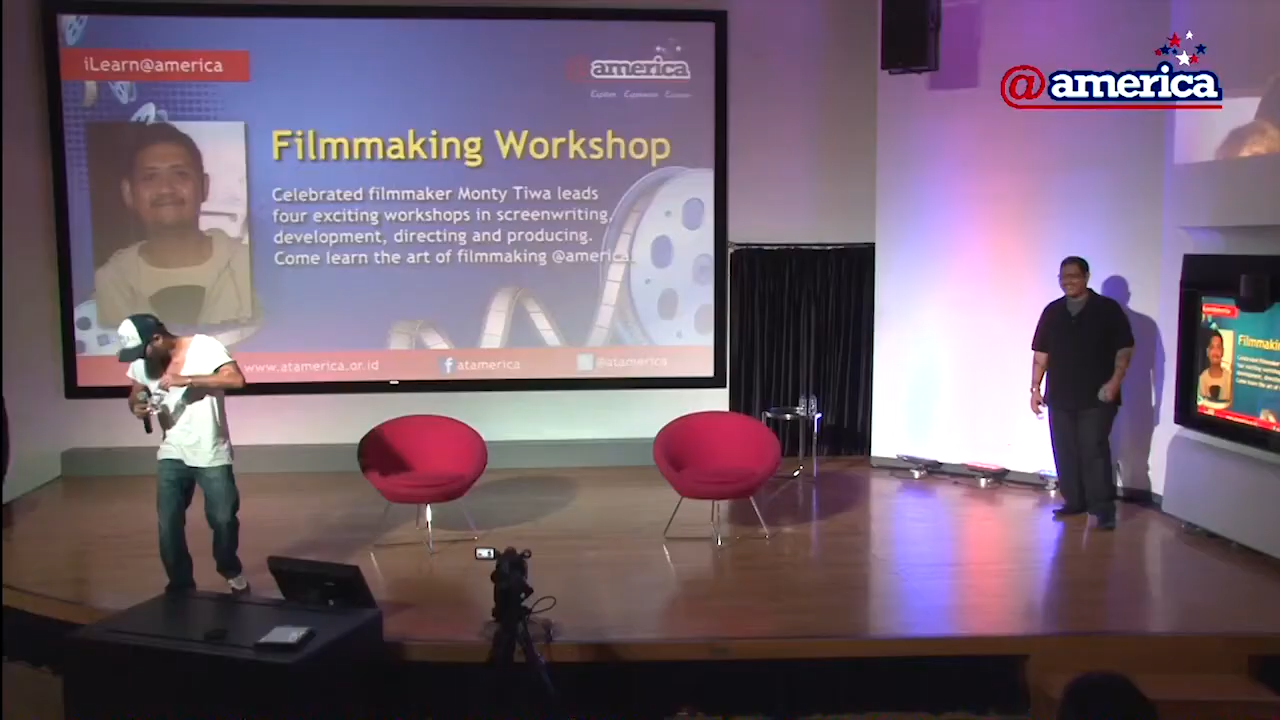 iLearn@america
@america
Filmmaking Workshop
Celebrated filmmaker Monty Tiwa leads
four exciting workshops in screenwriting,
development, directing and producing.
Come learn the art of filmmaking @america.
www.atamerica.or.id
f atamerica
@atamerica
@america
Filmmakin